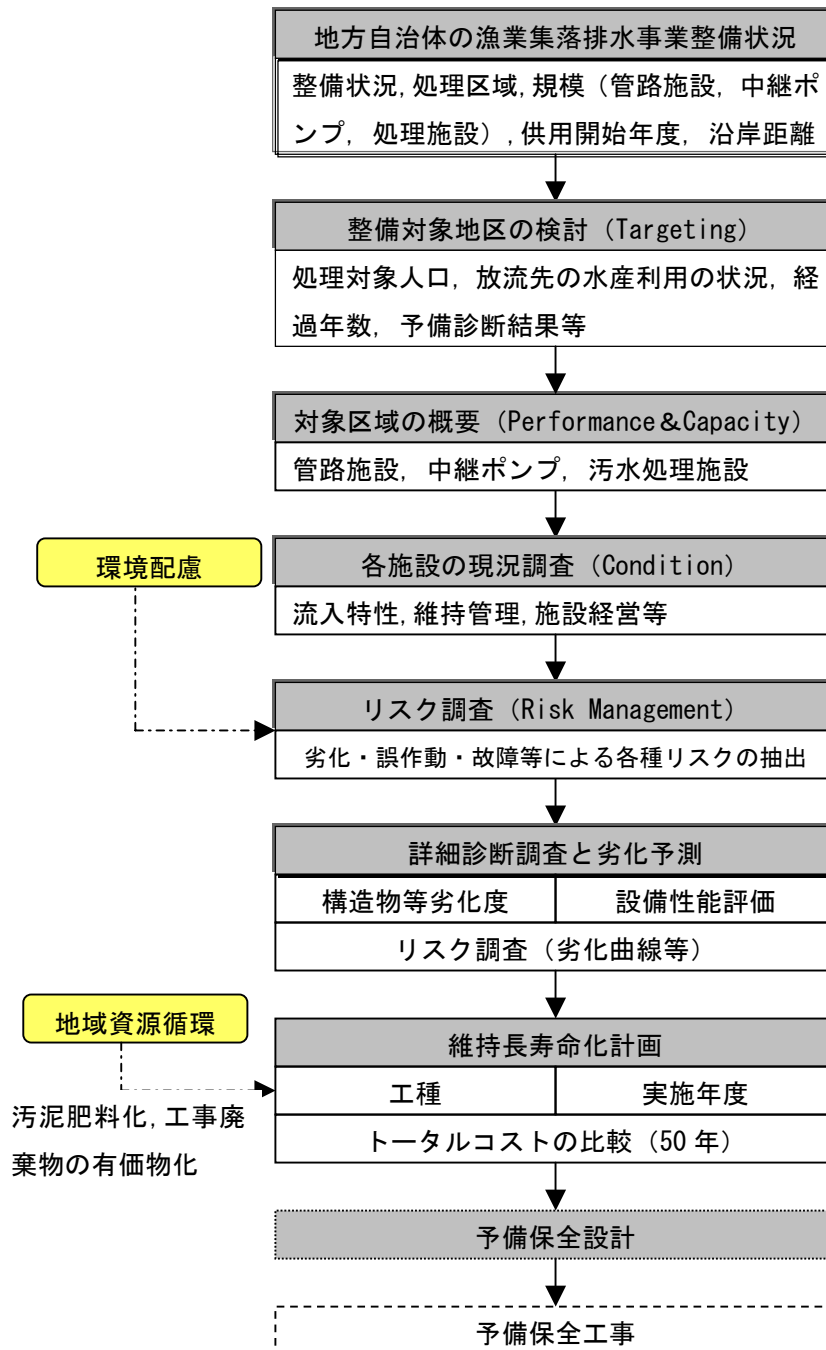 地方自治体の漁業集落排水事業整備状況
整備状況,処理区域,規模（管路施設，中継ポ
ンプ，処理施設）,供用開始年度，沿岸距離
整備対象地区の検討（Targeting）
処理対象人口，放流先の水産利用の状況，経
過年数，予備診断結果等
対象区域の概要（Performance＆Capacity）
管路施設，中継ポンプ，汚水処理施設
環境配慮
各施設の現況調査（Condition）
流入特性,維持管理,施設経営等
リスク調査（Risk Management）
劣化・誤作動・故障等による各種リスクの抽出
詳細診断調査と劣化予測
構造物等劣化度
設備性能評価
リスク調査（劣化曲線等）
地域資源循環
汚泥肥料化,工事廃
棄物の有価物化
維持長寿命化計画
工種
実施年度
トータルコストの比較（50年）
予備保全設計
予備保全工事